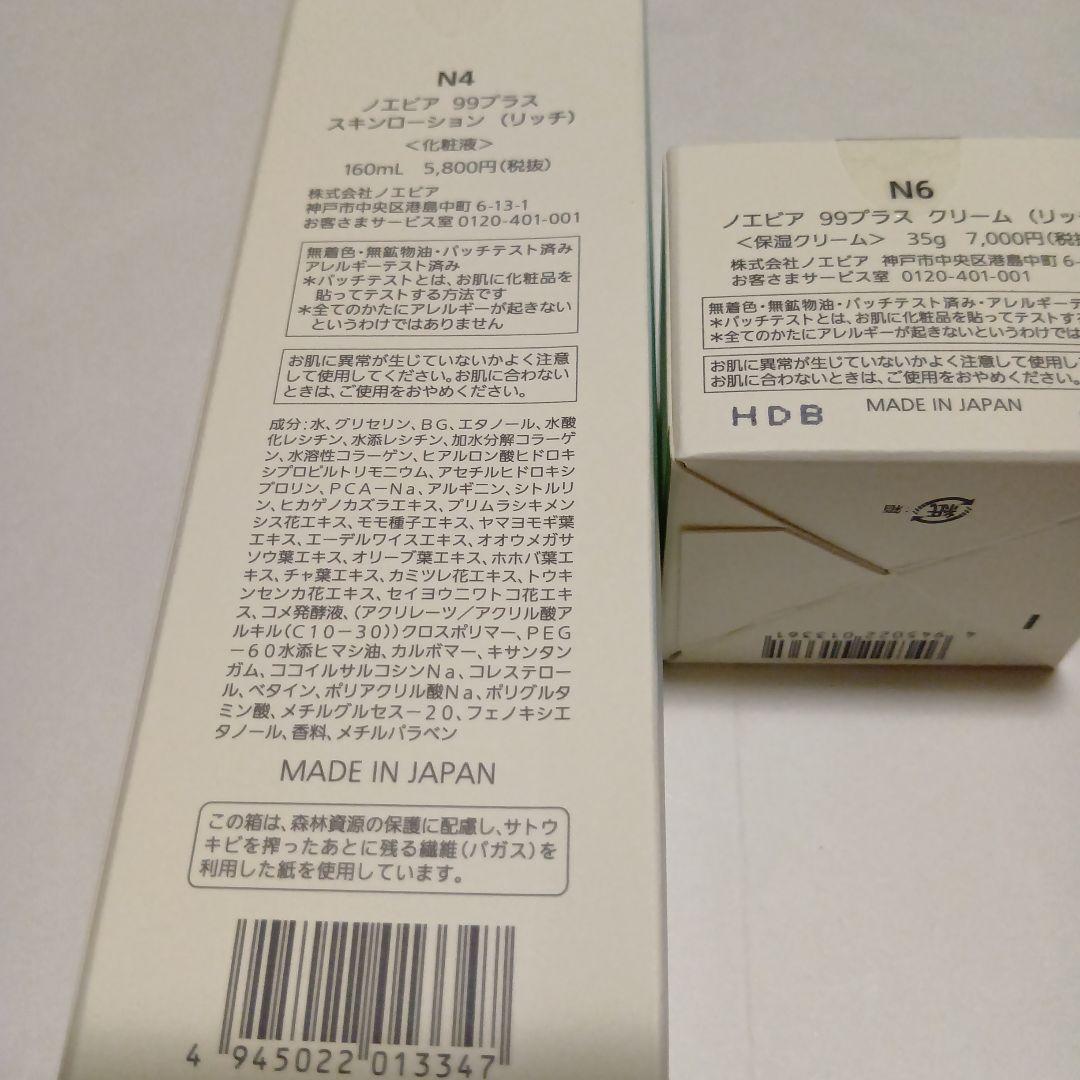 N4
ノエビア 99プラス
スキンローション (リッチ)
<化粧液>
160mL 5,800円(税抜)
株式会社ノエビア
神戸市中央区港島中町 6-13-1
お客さまサービス室 0120-401-001
無着色・無鉱物油・パッチテスト済み
アレルギーテスト済み
*パッチテストとは、お肌に化粧品を
貼ってテストする方法です
*全てのかたにアレルギーが起きない
というわけではありません
お肌に異常が生じていないかよく注意
して使用してください。お肌に合わない
ときは、ご使用をおやめください。
成分:水、グリセリン、BG、エタノール、水酸
化レシチン、水添レシチン、加水分解コラーゲ
ン、水溶性コラーゲン、ヒアルロン酸ヒドロキ
シプロピルトリモニウム、アセチルヒドロキシ
プロリン、PCA-Na、アルギニン、シトルリ
ン、ヒカゲノカズラエキス、プリムラシキメン
シス花エキス、モモ種子エキス、ヤマヨモギ葉
エキス、エーデルワイスエキス、オオウメガサ
ソウ葉エキス、オリーブ葉エキス、ホホバ葉エ
キス、チャ葉エキス、カミツレ花エキス、トウキ
ンセンカ花エキス、セイヨウニワトコ花エキ
ス、コメ発酵液、(アクリレーツ/アクリル酸ア
ルキル(C10-30))クロスポリマー、PEG
-60水添ヒマシ油、カルボマー、キサンタン
ガム、ココイルサルコシンNa、コレステロー
ル、ベタイン、ポリアクリル酸Na、ポリグルタ
ミン酸、メチルグルセス-20、フェノキシエ
タノール、香料、メチルパラベン
MADE IN JAPAN
この箱は、森林資源の保護に配慮し、サトウ
キビを搾ったあとに残る繊維(バガス)を
利用した紙を使用しています。
4 945022 013347
N6
ノエビア 99プラス クリーム (リッ
<保湿クリーム> 35g 7,000円(税抜
株式会社ノエビア 神戸市中央区港島中町 6-
お客さまサービス室 0120-401-001
無着色・無鉱物油・パッチテスト済み・アレルギーテ
*パッチテストとは、お肌に化粧品を貼ってテストする
*全てのかたにアレルギーが起きないというわけでは
お肌に異常が生じていないかよく注意して使用し
お肌に合わないときは、ご使用をおやめください。
HDB MADE IN JAPAN
紙 :箱
4 945022 013361